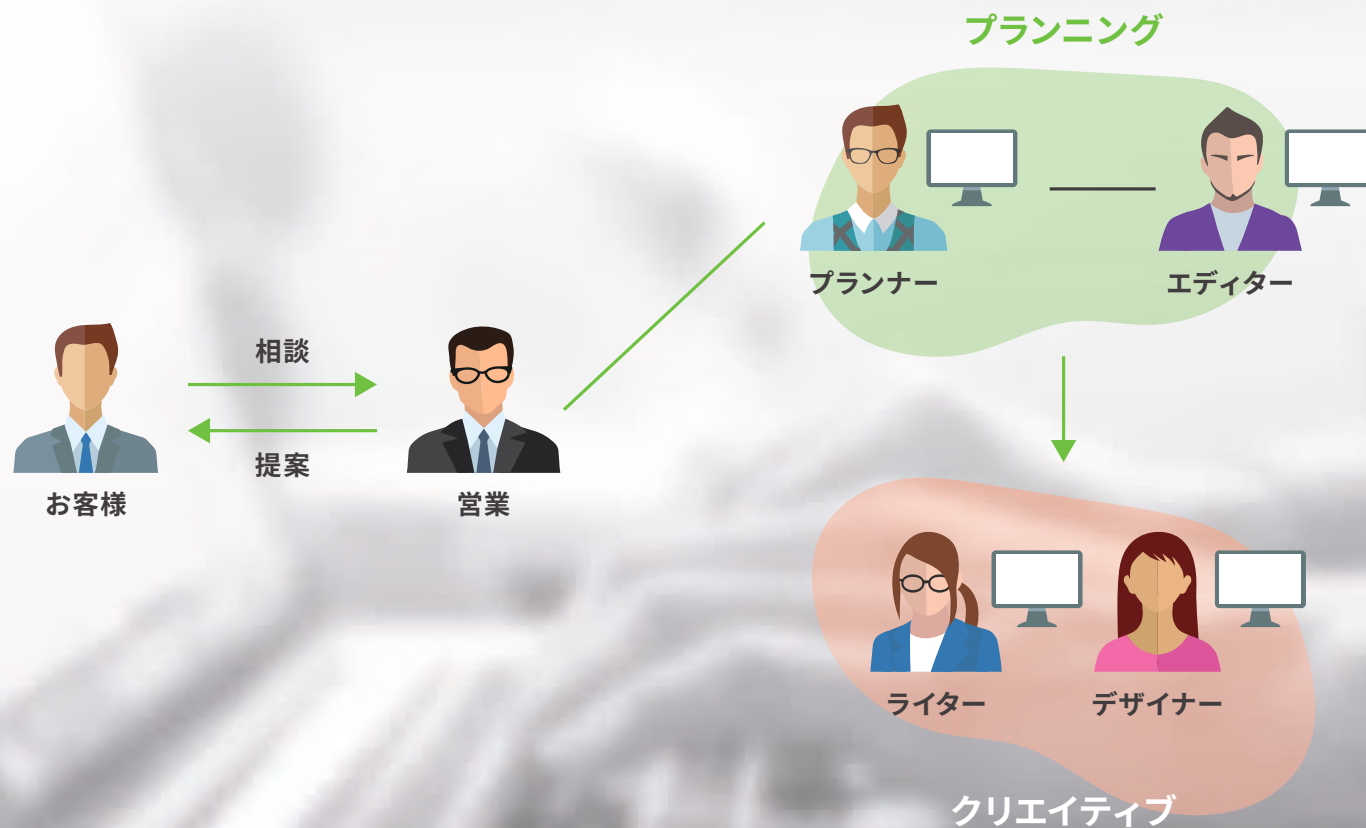 プランニング
プランナー
エディター
相談
提案
お客様
営業
ライター
デザイナー
クリエイティブ